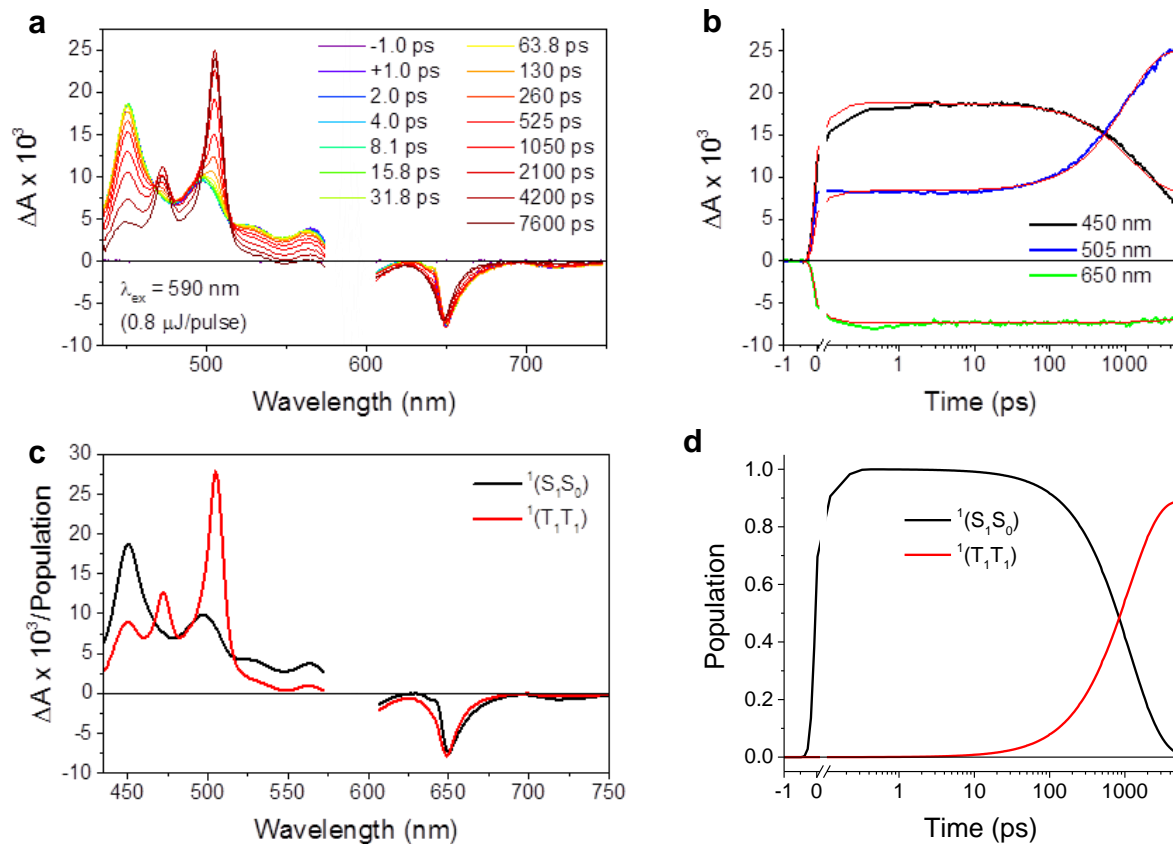 a
ΔA x 10³
25
20
15
10
5
0
-5
-10
-1.0 ps
+1.0 ps
2.0 ps
4.0 ps
8.1 ps
15.8 ps
31.8 ps
63.8 ps
130 ps
260 ps
525 ps
1050 ps
2100 ps
4200 ps
7600 ps
λex = 590 nm
(0.8 μJ/pulse)
500 600 700
Wavelength (nm)
b
ΔA x 10³
25
20
15
10
5
0
-5
-10
450 nm
505 nm
650 nm
-1 0 1 10 100 1000
Time (ps)
c
ΔA x 10³/Population
30
25
20
15
10
5
0
-5
-10
¹(S₁S₀)
¹(T₁T₁)
450 500 550 600 650 700 750
Wavelength (nm)
d
Population
1.0
0.8
0.6
0.4
0.2
0.0
¹(S₁S₀)
¹(T₁T₁)
-1 0 1 10 100 1000
Time (ps)